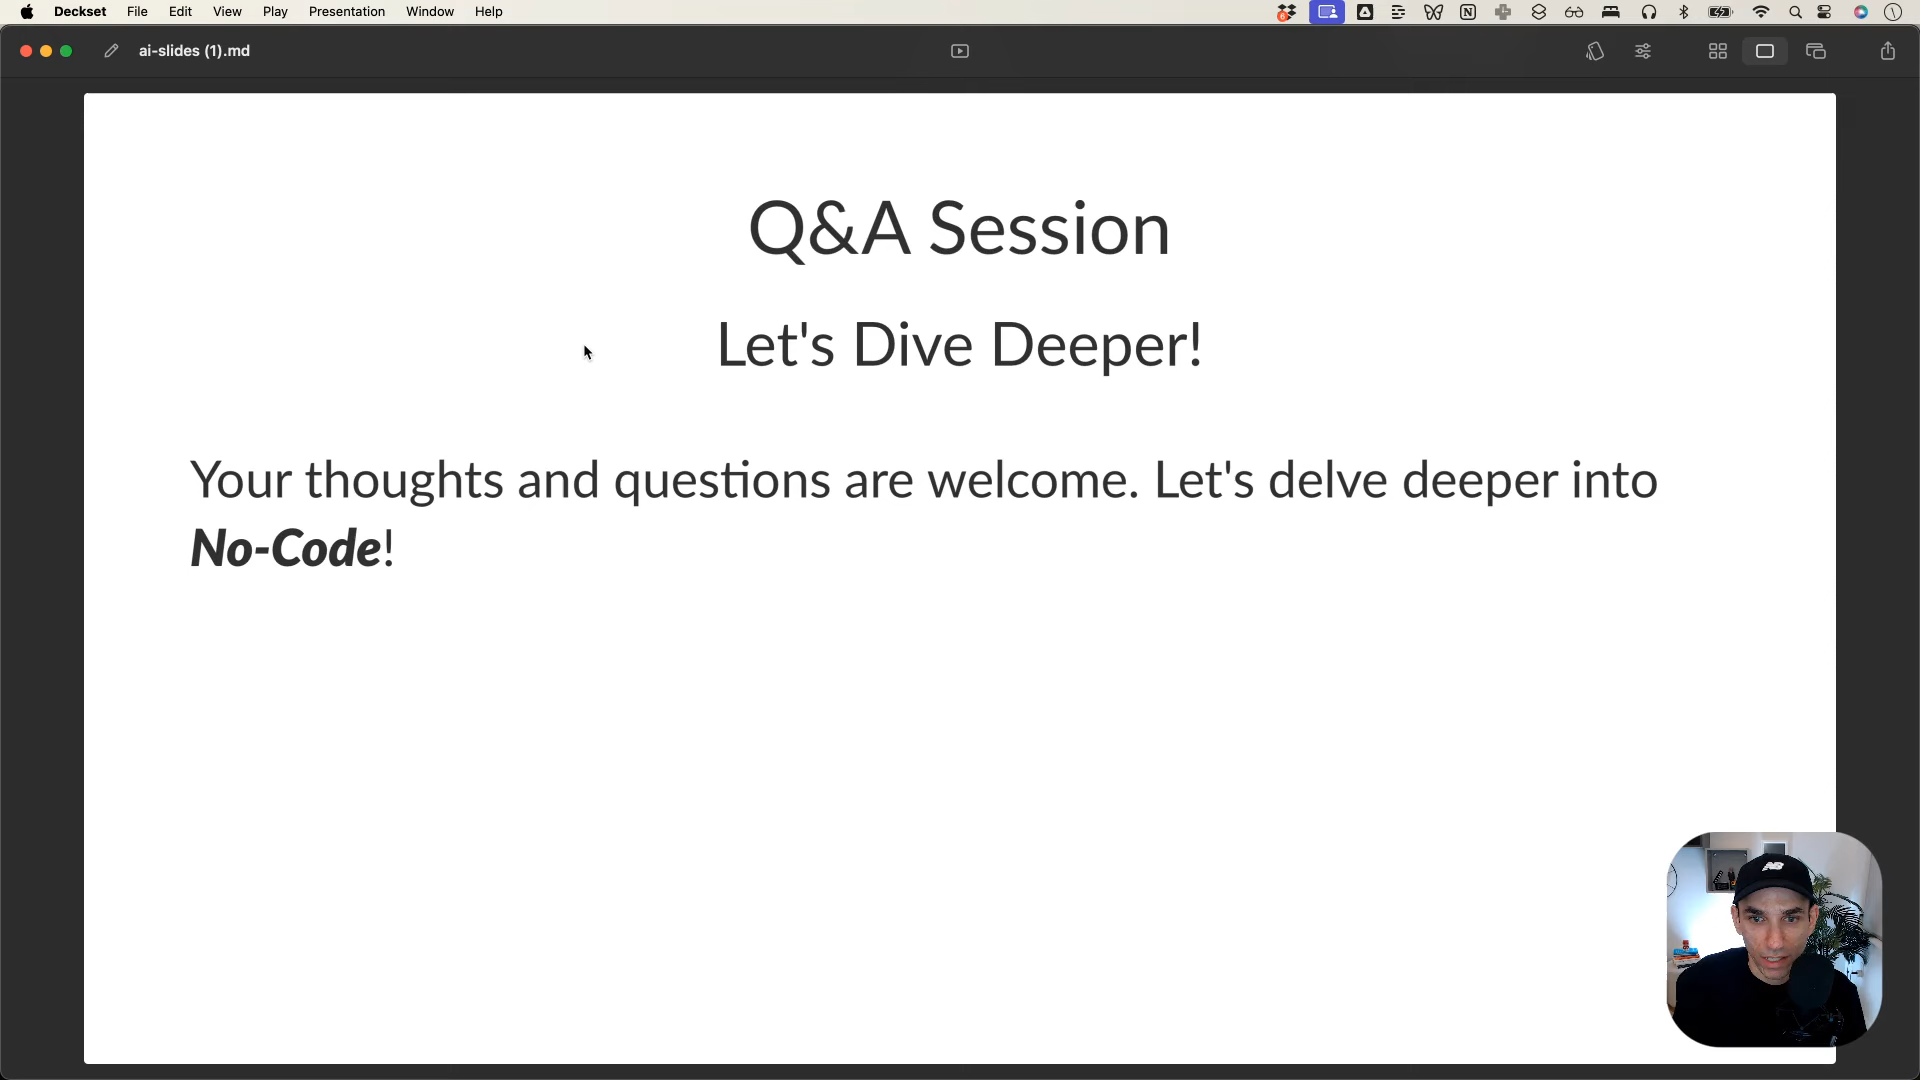 Deckset File Edit View Play Presentation Window Help
ai-slides (1).md
Q&A Session
Let's Dive Deeper!
Your thoughts and questions are welcome. Let's delve deeper into
No-Code!